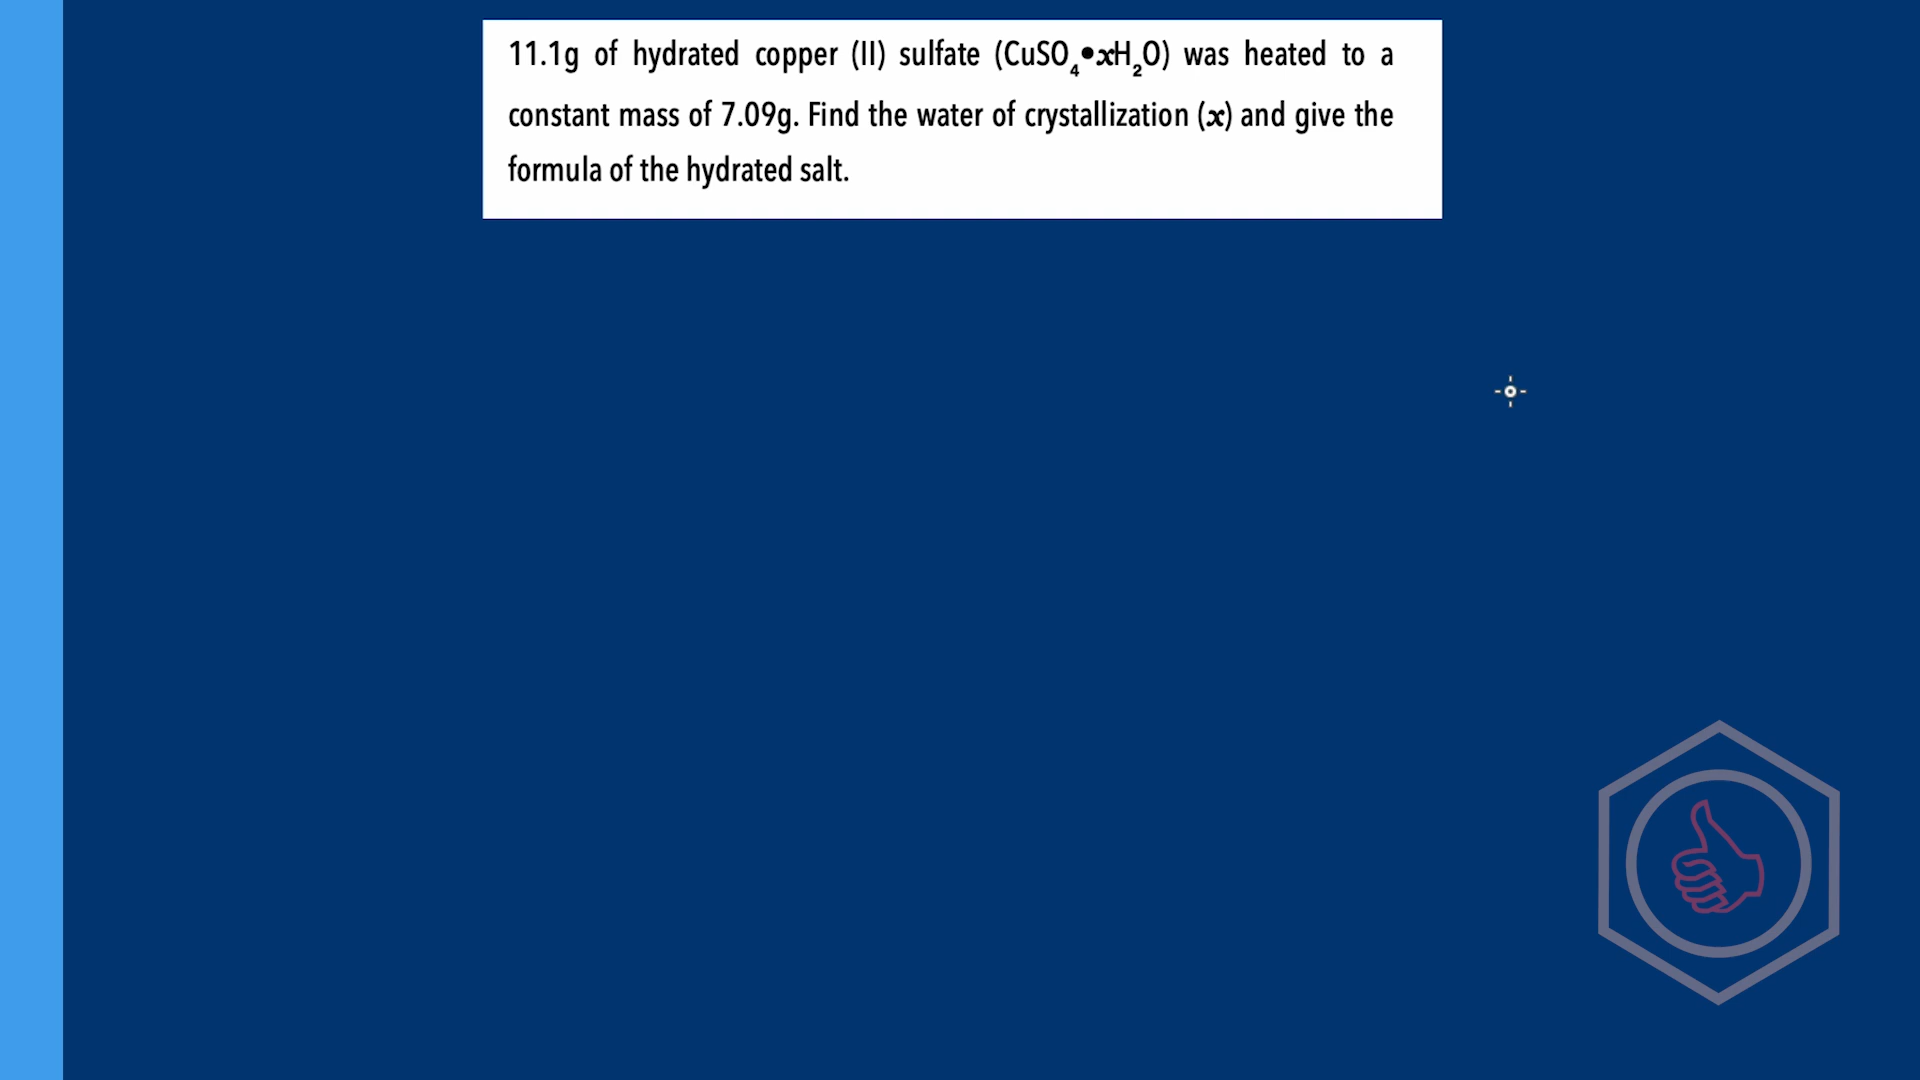 11.1g of hydrated copper (II) sulfate (CuSO₄•xH₂O) was heated to a
constant mass of 7.09g. Find the water of crystallization (x) and give the
formula of the hydrated salt.